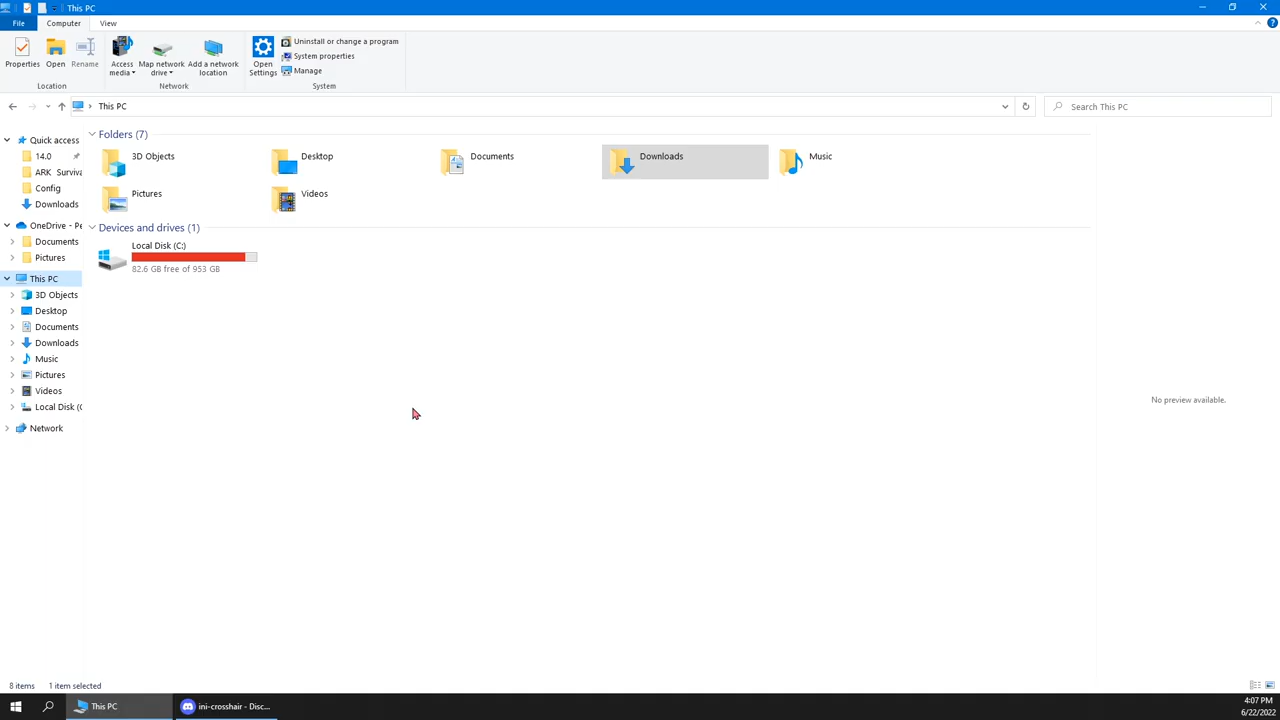 This PC
File
Computer
View
Properties
Open
Rename
Access media
Map network drive
Add a network location
Open Settings
Uninstall or change a program
System properties
Manage
Location
Network
System
This PC
Search This PC
Quick access
14.0
ARK Surviva
Config
Downloads
OneDrive - Pe
Documents
Pictures
This PC
3D Objects
Desktop
Documents
Downloads
Music
Pictures
Videos
Local Disk (C
Network
Folders (7)
3D Objects
Desktop
Documents
Downloads
Music
Pictures
Videos
Devices and drives (1)
Local Disk (C:)
82.6 GB free of 953 GB
No preview available.
8 items
1 item selected
This PC
ini-crosshair - Disc...
4:07 PM
6/22/2022